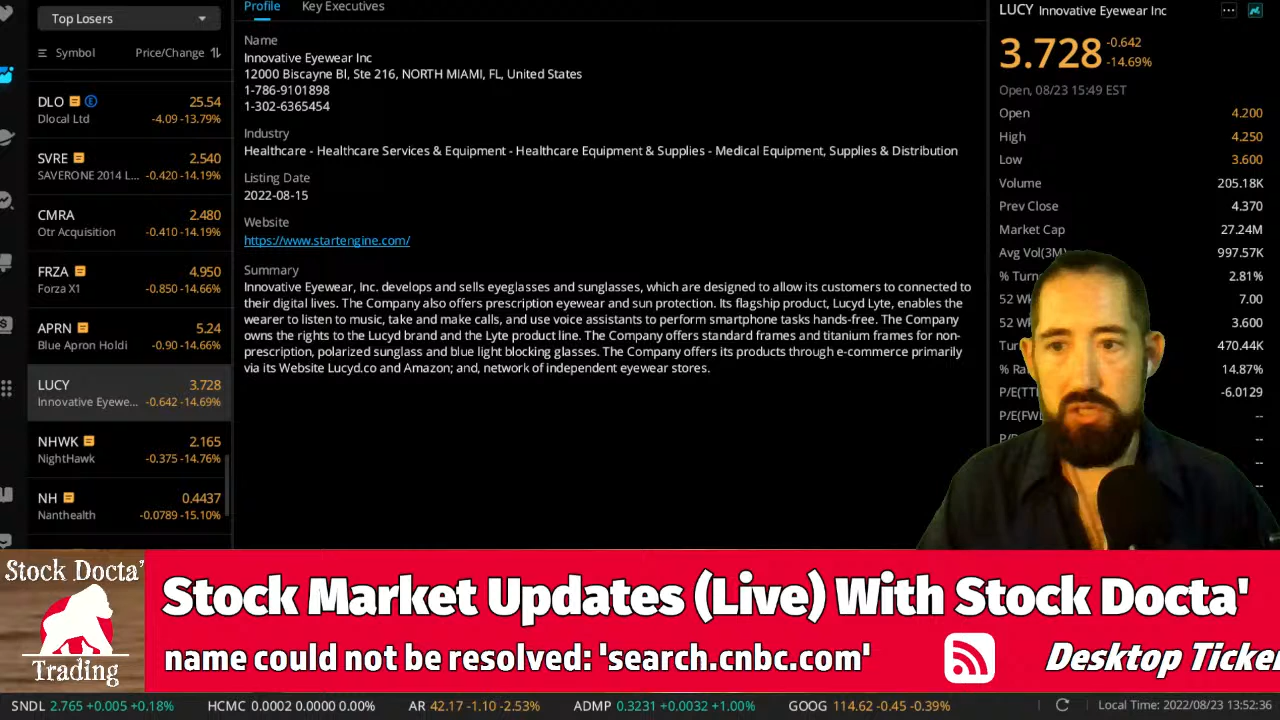 Top Losers
Symbol Price/Change
DLO 25.54
Dlocal Ltd -4.09 -13.79%
SVRE 2.540
SAVERONE 2014 L... -0.420 -14.19%
CMRA 2.480
Otr Acquisition -0.410 -14.19%
FRZA 4.950
Forza X1 -0.850 -14.66%
APRN 5.24
Blue Apron Holdi -0.90 -14.66%
LUCY 3.728
Innovative Eyewe... -0.642 -14.69%
NHWK 2.165
NightHawk -0.375 -14.76%
NH 0.4437
Nanthealth -0.0789 -15.10%
Profile Key Executives
Name
Innovative Eyewear Inc
12000 Biscayne Bl, Ste 216, NORTH MIAMI, FL, United States
1-786-9101898
1-302-6365454
Industry
Healthcare - Healthcare Services & Equipment - Healthcare Equipment & Supplies - Medical Equipment, Supplies & Distribution
Listing Date
2022-08-15
Website
https://www.startengine.com/
Summary
Innovative Eyewear, Inc. develops and sells eyeglasses and sunglasses, which are designed to allow its customers to connected to
their digital lives. The Company also offers prescription eyewear and sun protection. Its flagship product, Lucyd Lyte, enables the
wearer to listen to music, take and make calls, and use voice assistants to perform smartphone tasks hands-free. The Company
owns the rights to the Lucyd brand and the Lyte product line. The Company offers standard frames and titanium frames for non-
prescription, polarized sunglass and blue light blocking glasses. The Company offers its products through e-commerce primarily
via its Website Lucyd.co and Amazon; and, network of independent eyewear stores.
LUCY Innovative Eyewear Inc
3.728 -0.642
-14.69%
Open, 08/23 15:49 EST
Open 4.200
High 4.250
Low 3.600
Volume 205.18K
Prev Close 4.370
Market Cap 27.24M
Avg Vol(3M) 997.57K
% Turn 2.81%
52 W 7.00
52 W 3.600
Tur 470.44K
% Ra 14.87%
P/E(TT -6.0129
P/E(FW --
--
--
--
Stock Docta'
Trading
Stock Market Updates (Live) With Stock Docta'
name could not be resolved: 'search.cnbc.com' Desktop Ticker
SNDL 2.765 +0.005 +0.18% HCMC 0.0002 0.0000 0.00% AR 42.17 -1.10 -2.53% ADMP 0.3231 +0.0032 +1.00% GOOG 114.62 -0.45 -0.39% Local Time: 2022/08/23 13:52:36